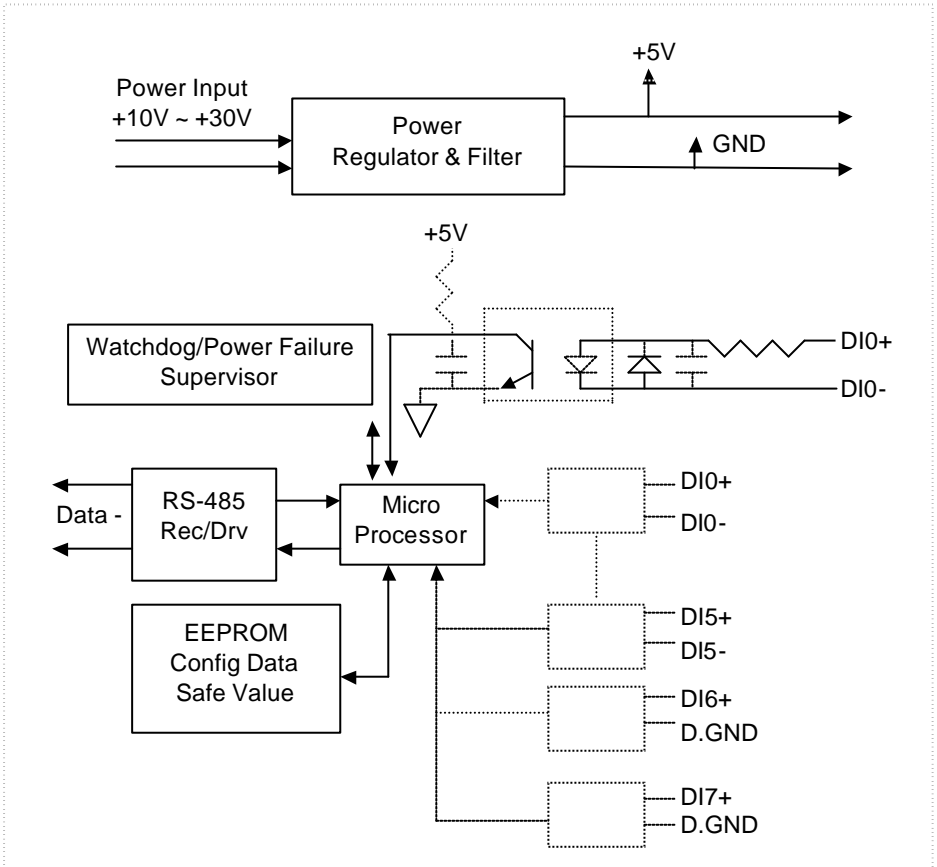 +5V
Power Input
+10V ~ +30V
Power
Regulator & Filter
GND
+5V
Watchdog/Power Failure
Supervisor
DI0+
DI0-
RS-485
Rec/Drv
Data -
Micro
Processor
DI0+
DI0-
EEPROM
Config Data
Safe Value
DI5+
DI5-
DI6+
D.GND
DI7+
D.GND